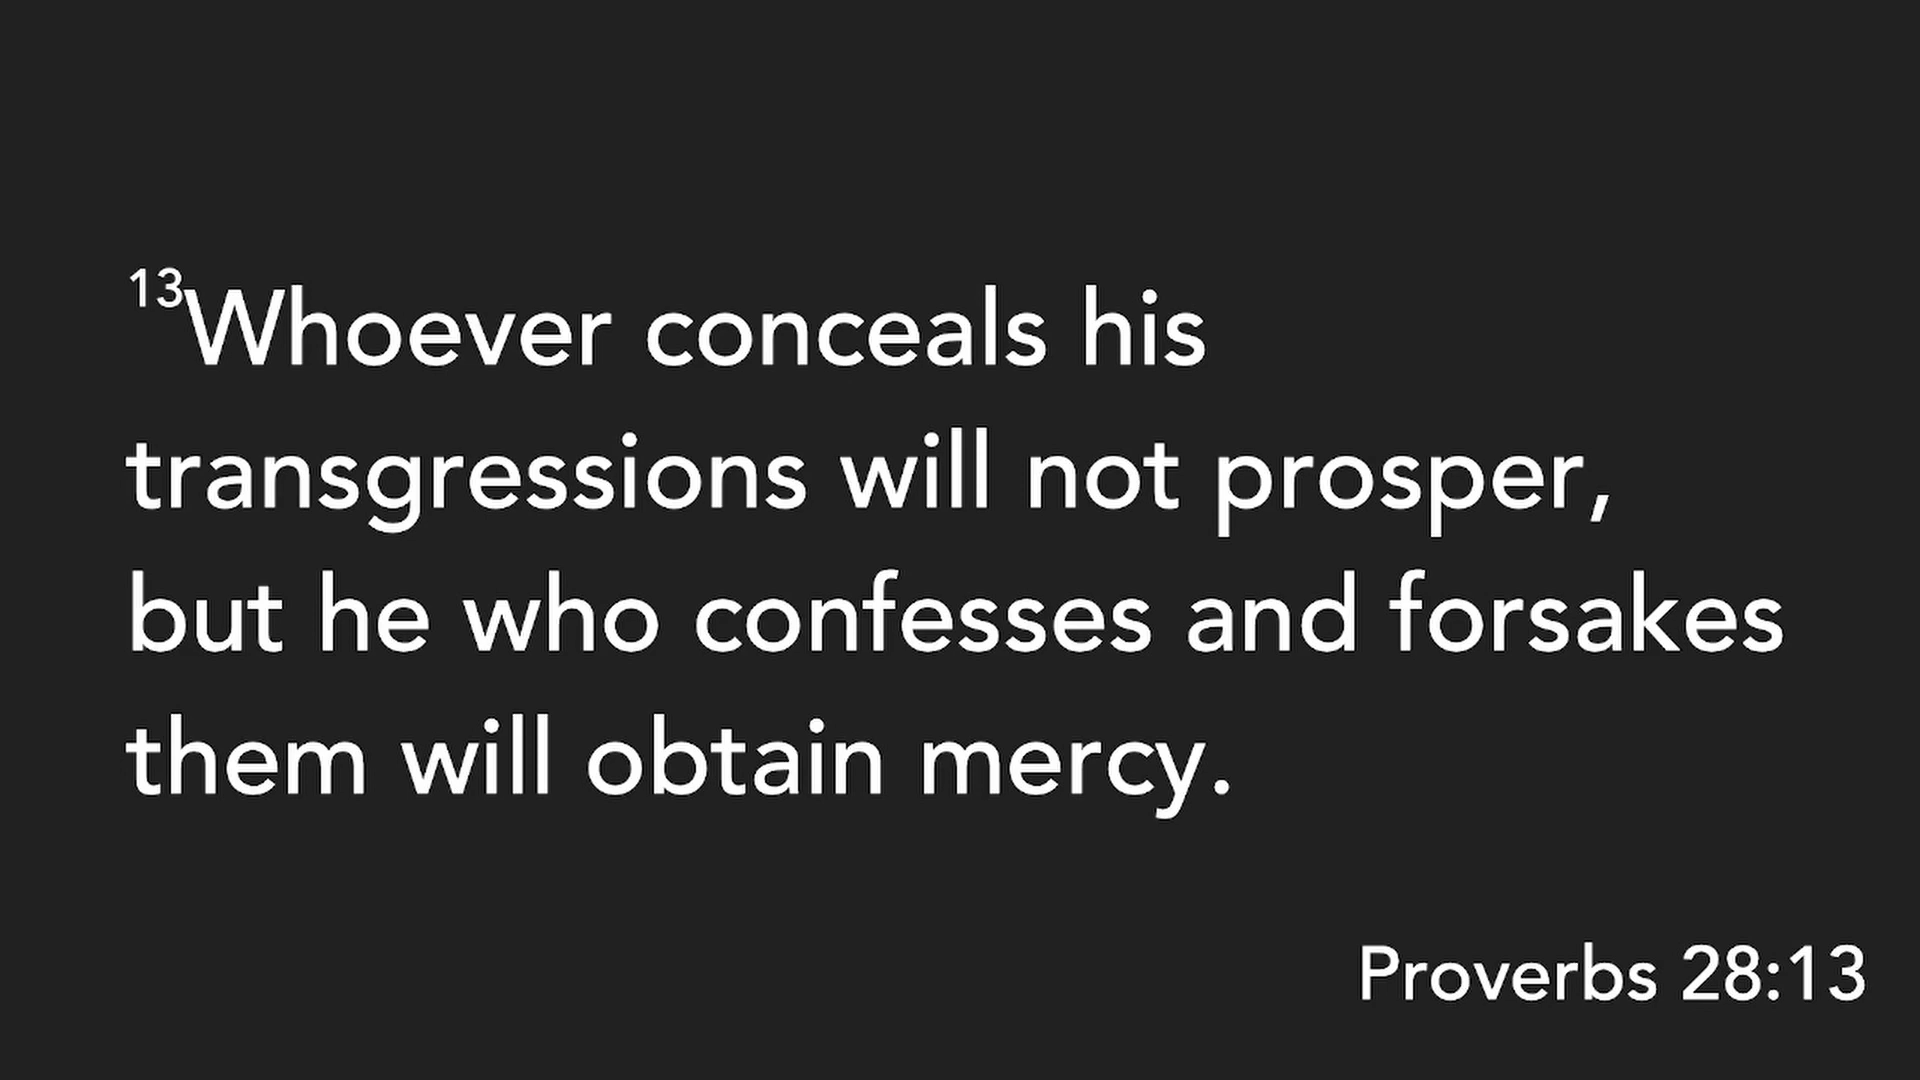 13Whoever conceals his
transgressions will not prosper,
but he who confesses and forsakes
them will obtain mercy.
Proverbs 28:13